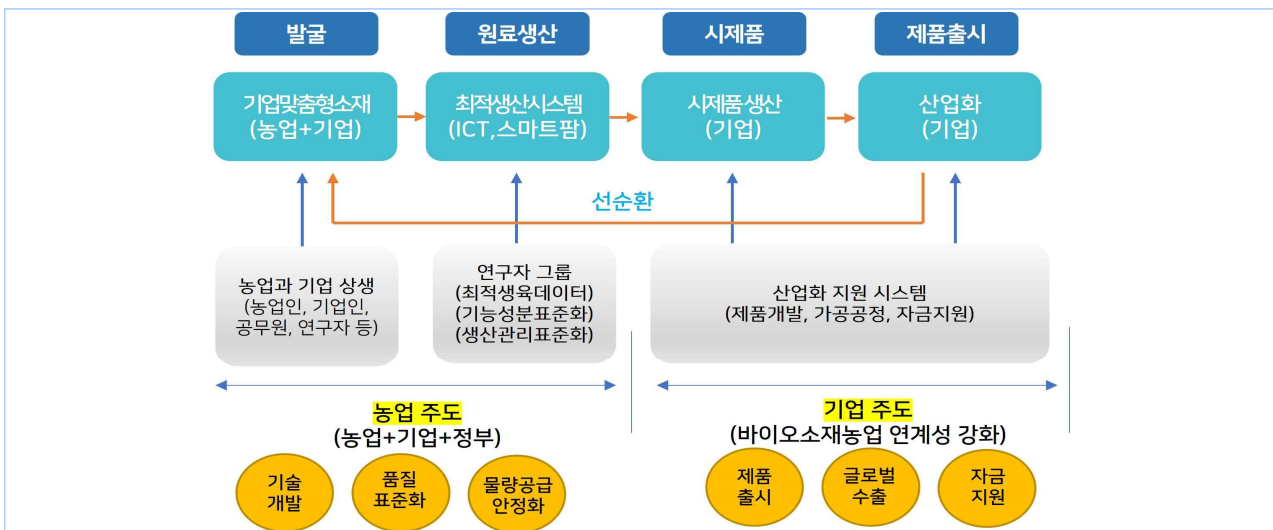 발굴
원료생산
시제품
제품출시
기업맞춤형소재
(농업+기업)
최적생산시스템
(ICT,스마트팜)
시제품생산
(기업)
산업화
(기업)
선순환
농업과 기업 상생
(농업인, 기업인,
공무원, 연구자 등)
연구자 그룹
(최적생육데이터)
(기능성분표준화)
(생산관리표준화)
산업화 지원 시스템
(제품개발, 가공공정, 자금지원)
농업 주도
(농업+기업+정부)
기업 주도
(바이오소재농업 연계성 강화)
기술
개발
품질
표준화
물량공급
안정화
제품
출시
글로벌
수출
자금
지원